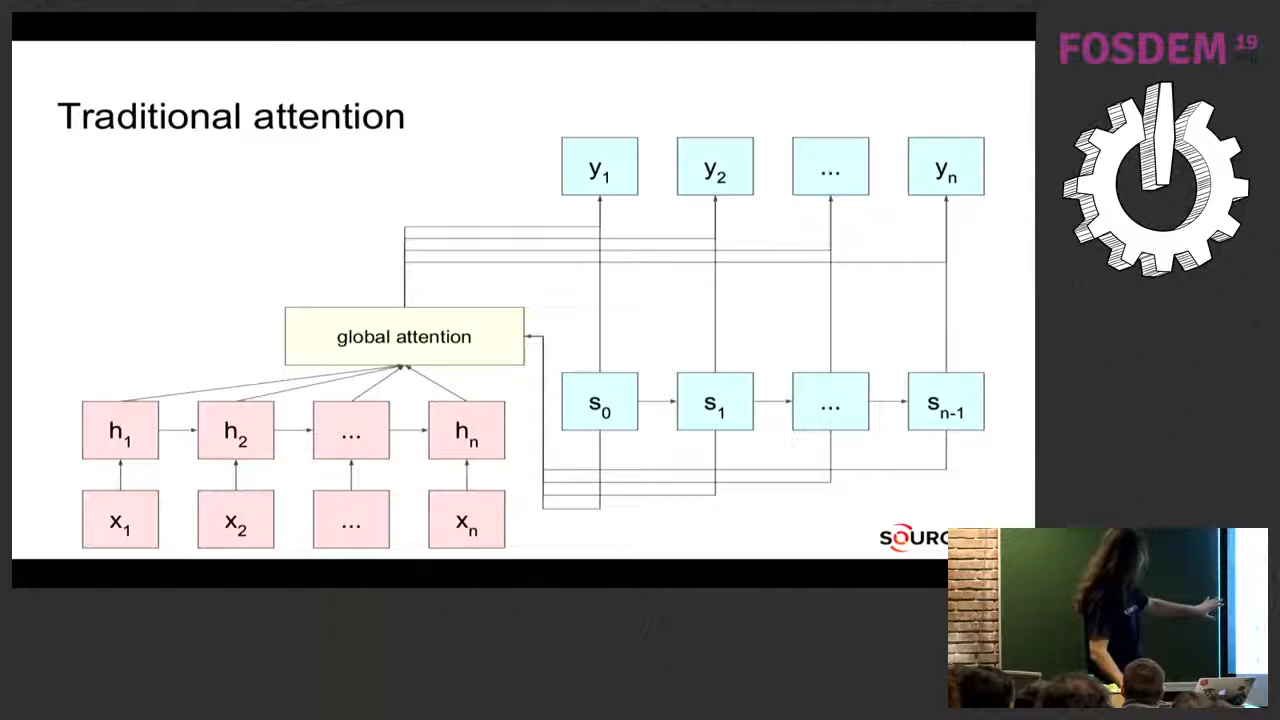 FOSDEM 19
Traditional attention
y1 y2 ... yn
global attention
s0 s1 ... sn-1
h1 h2 ... hn
x1 x2 ... xn